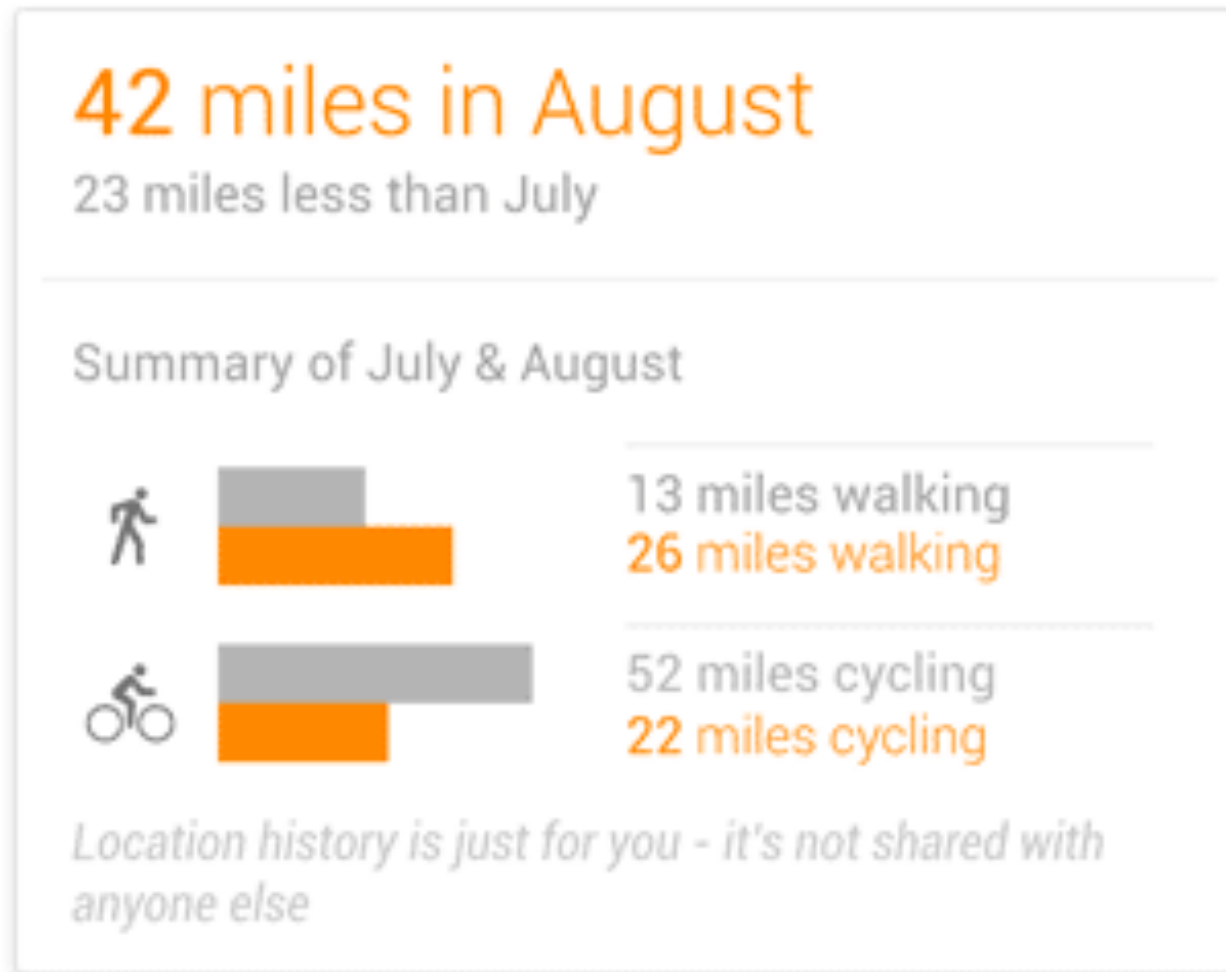 42 miles in August
23 miles less than July
Summary of July & August
13 miles walking
26 miles walking
52 miles cycling
22 miles cycling
Location history is just for you - it's not shared with
anyone else